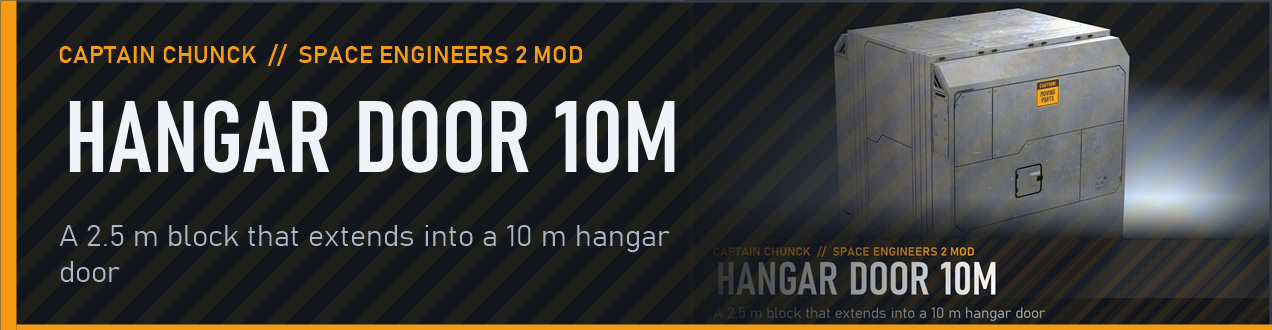 CAPTAIN CHUNCK // SPACE ENGINEERS 2 MOD
HANGAR DOOR 10M
A 2.5 m block that extends into a 10 m hangar
door
CAUTION!
MOVING
PARTS
CAPTAIN CHUNCK // SPACE ENGINEERS 2 MOD
HANGAR DOOR 10M
A 2.5 m block that extends into a 10 m hangar door